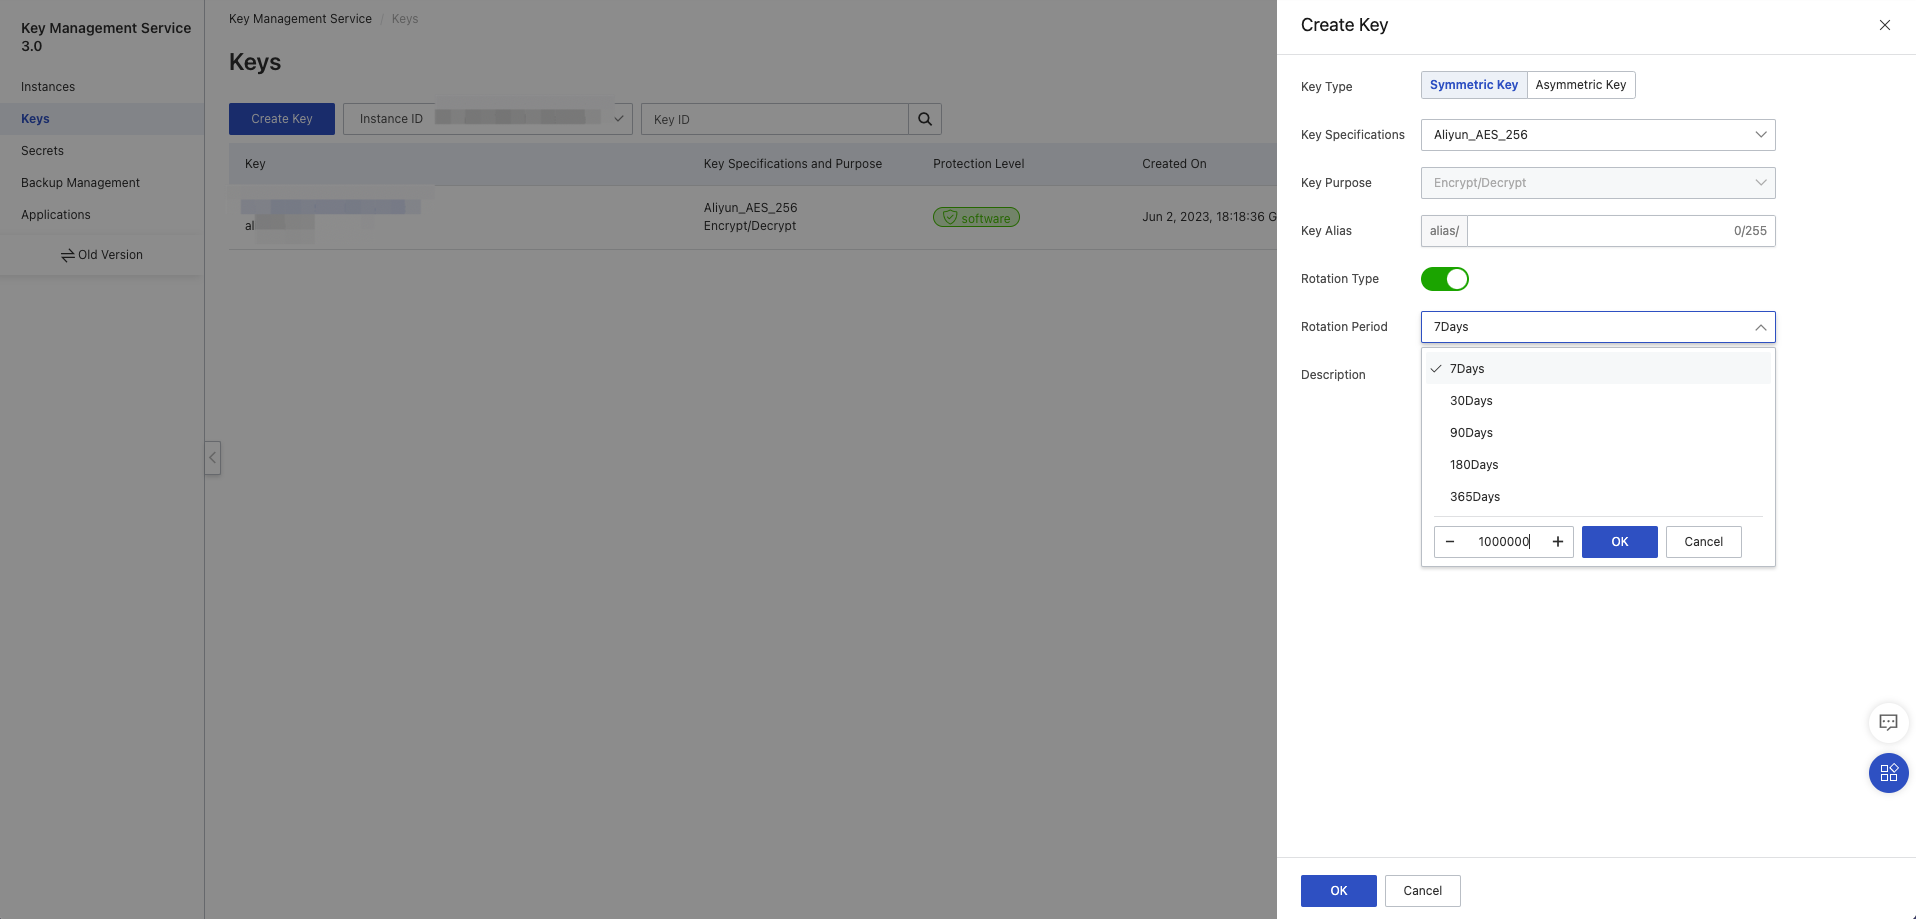 Key Management Service 3.0
Instances
Keys
Secrets
Backup Management
Applications
Old Version
Key Management Service / Keys
Keys
Create Key
Instance ID
Key ID
Key
Key Specifications and Purpose
Protection Level
Created On
al
Aliyun_AES_256
Encrypt/Decrypt
software
Jun 2, 2023, 18:18:36 G
Create Key
Key Type
Symmetric Key
Asymmetric Key
Key Specifications
Aliyun_AES_256
Key Purpose
Encrypt/Decrypt
Key Alias
alias/
0/255
Rotation Type
Rotation Period
7Days
Description
7Days
30Days
90Days
180Days
365Days
1000000
OK
Cancel
OK
Cancel